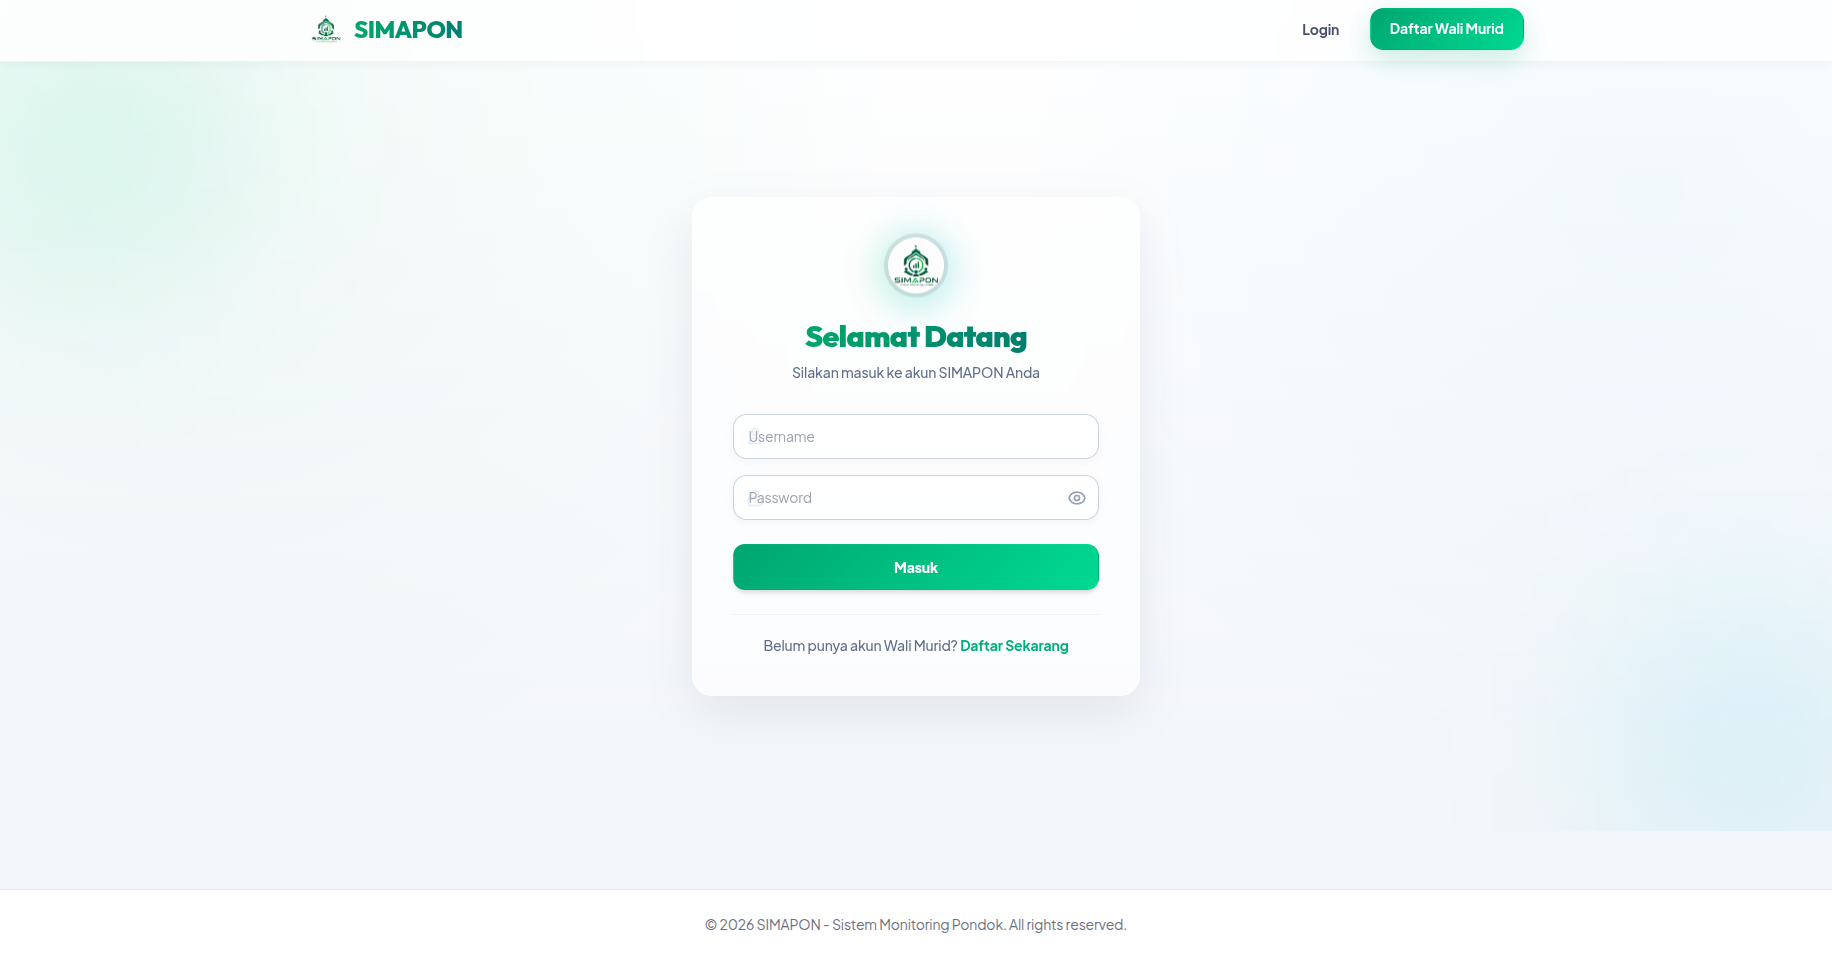 SIMAPON
Login
Daftar Wali Murid
SIMAPON
Selamat Datang
Silakan masuk ke akun SIMAPON Anda
Username
Password
Masuk
Belum punya akun Wali Murid? Daftar Sekarang
© 2026 SIMAPON - Sistem Monitoring Pondok. All rights reserved.